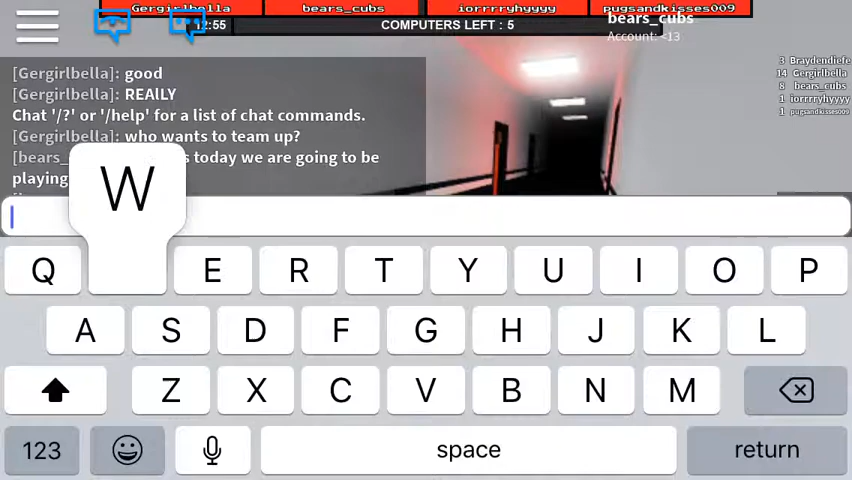 Gergirlbella bears_cubs iorrrryhyyyy pugsandkisses009
12:55 COMPUTERS LEFT : 5
bears_cubs
Account: <13
3 Braydendiefe
14 Gergirlbella
8 bears_cubs
1 iorrrryhyyyy
1 pugsandkisses009
[Gergirlbella]: good
[Gergirlbella]: REAllY
Chat '/?' or '/help' for a list of chat commands.
[Gergirlbella]: who wants to team up?
[bears_ s today we are going to be
playing
W
Q E R T Y U I O P
A S D F G H J K L
Z X C V B N M
123 space return